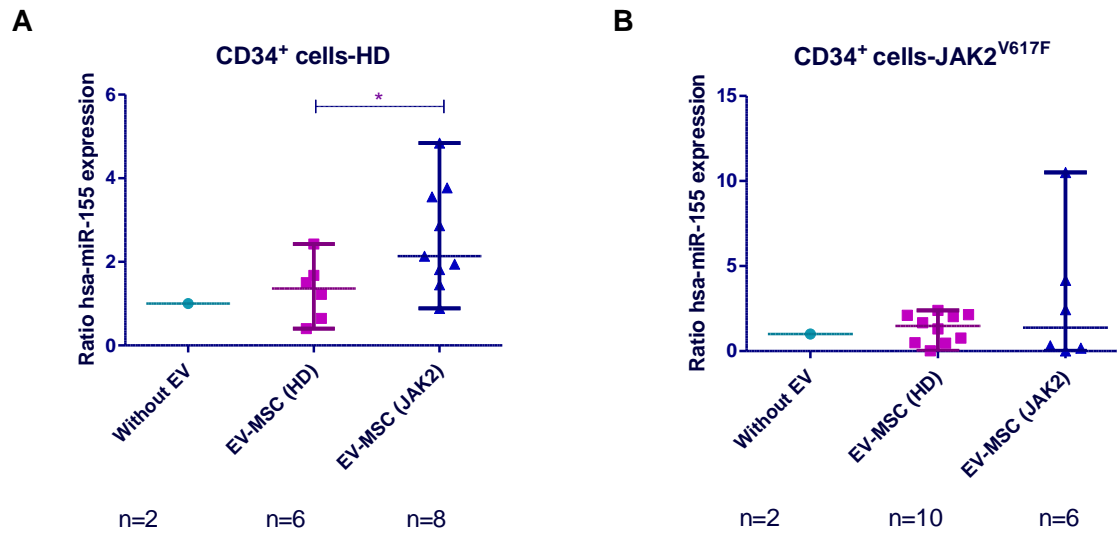 A
CD34+ cells-HD
Ratio hsa-miR-155 expression
6
4
2
0
*
Without EV
EV-MSC (HD)
EV-MSC (JAK2)
n=2 n=6 n=8
B
CD34+ cells-JAK2V617F
Ratio hsa-miR-155 expression
15
10
5
0
Without EV
EV-MSC (HD)
EV-MSC (JAK2)
n=2 n=10 n=6